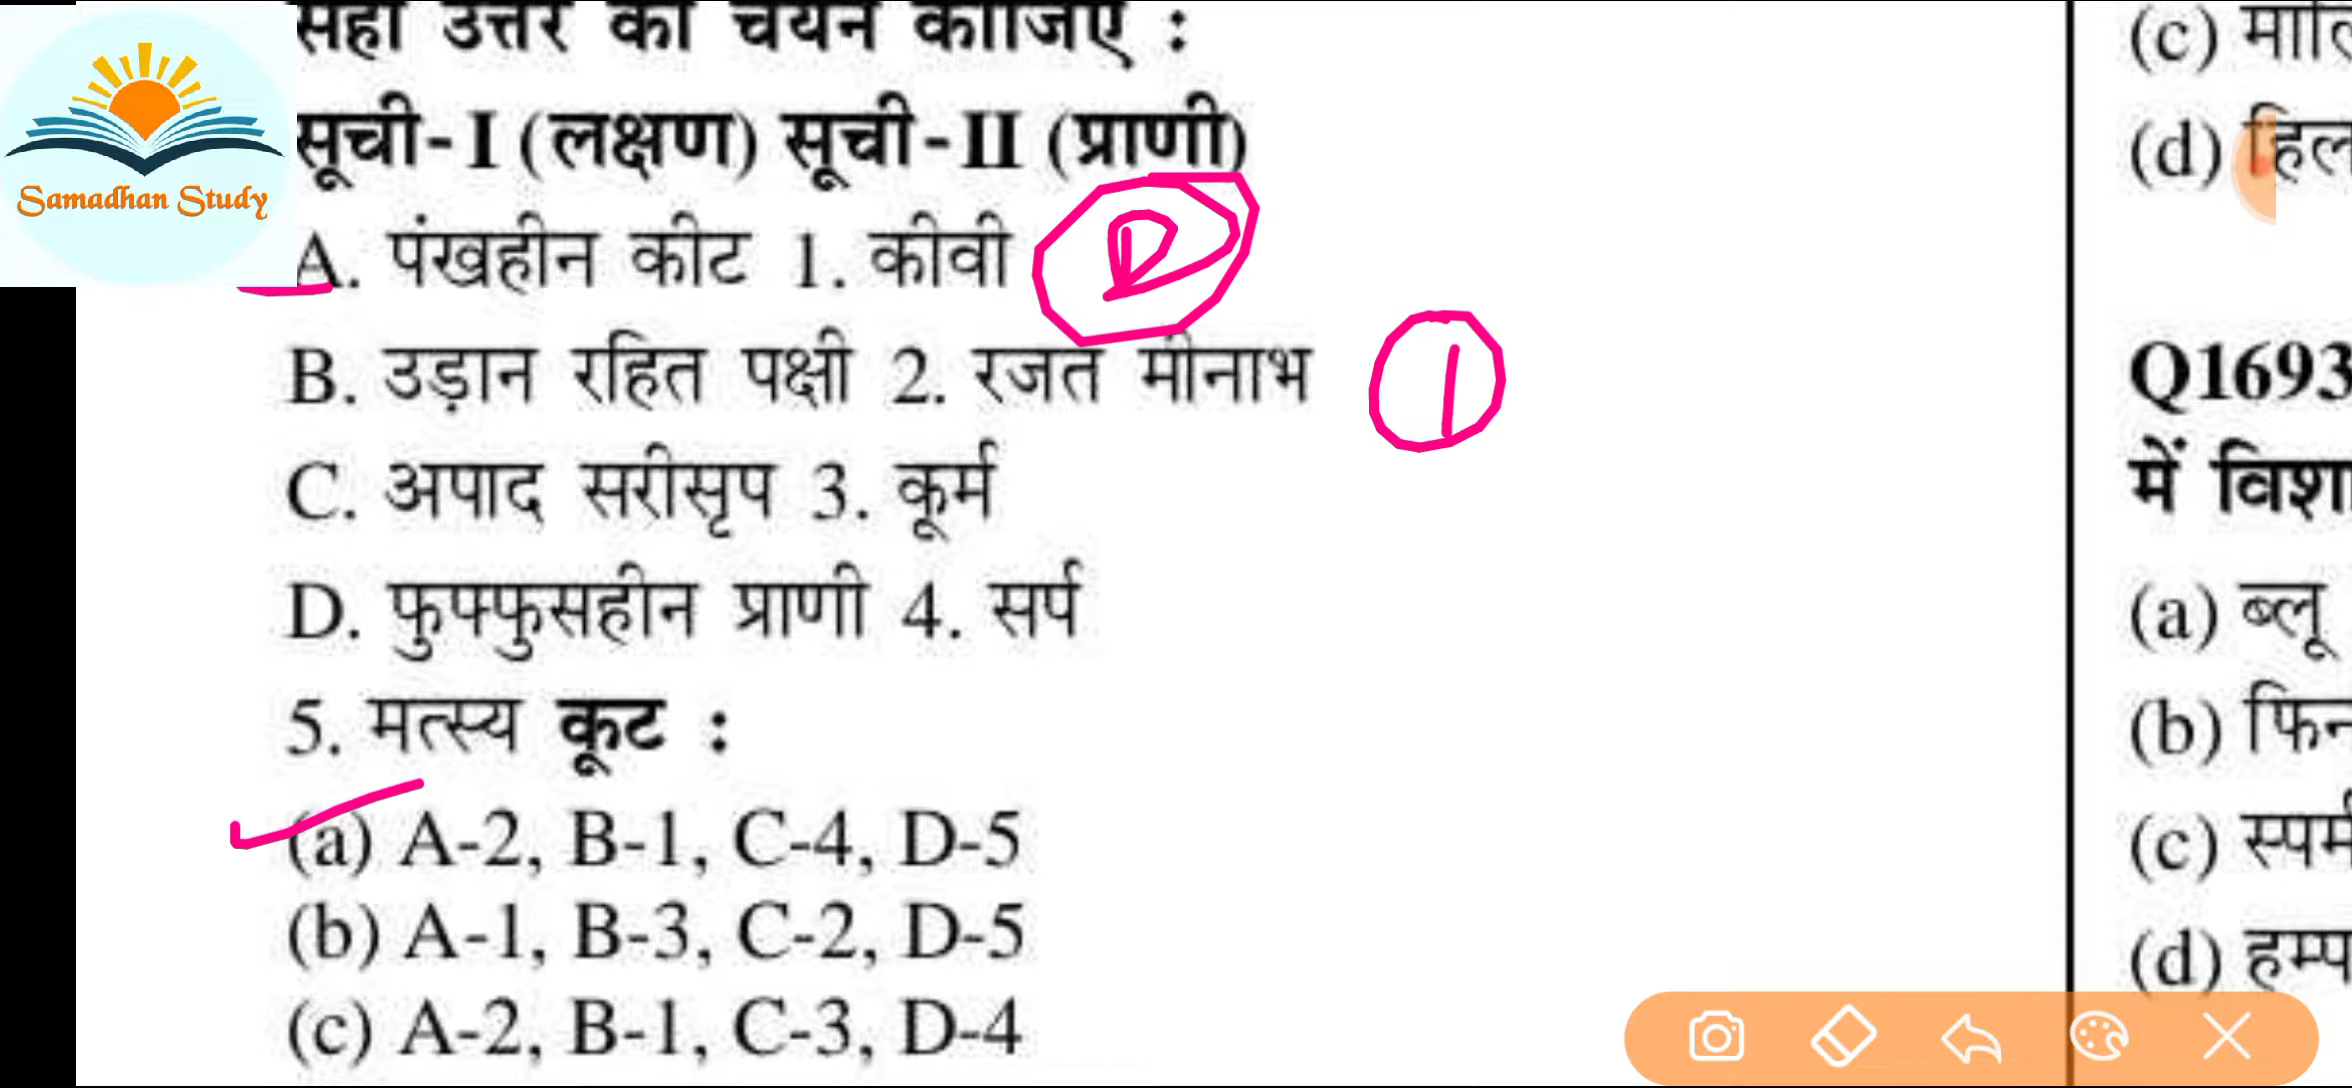 सही उत्तर का चयन कीजिए :
सूची-I (लक्षण) सूची-II (प्राणी)
Samadhan Study
A. पंखहीन कीट 1. कीवी
D
B. उड़ान रहित पक्षी 2. रजत मीनाभ
1
C. अपाद सरीसृप 3. कूर्म
D. फुफ्फुसहीन प्राणी 4. सर्प
5. मत्स्य कूट :
(a) A-2, B-1, C-4, D-5
(b) A-1, B-3, C-2, D-5
(c) A-2, B-1, C-3, D-4
(c)
(d)
Q1693
में
(a) ब्लू
(b)
(c)
(d)